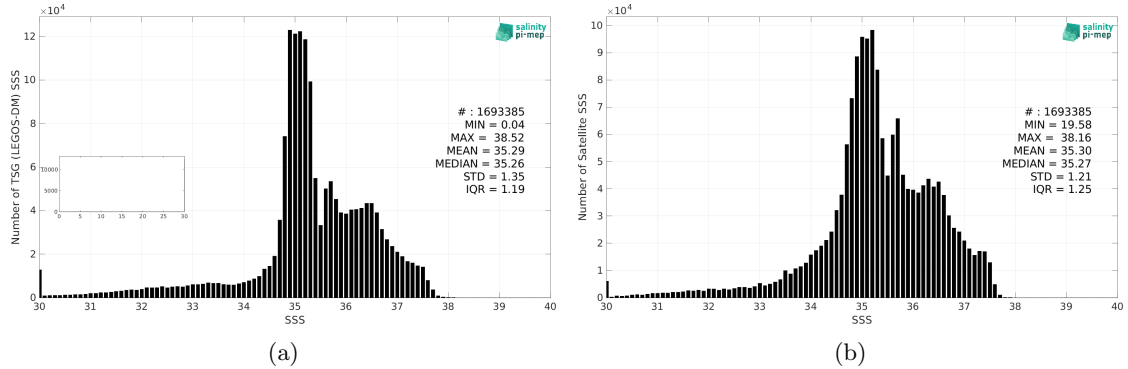 ×10⁴
12
10
8
6
4
2
0
Number of TSG (LEGOS-DM) SSS
salinity
pi-mep
# : 1693385
MIN = 0.04
MAX = 38.52
MEAN = 35.29
MEDIAN = 35.26
STD = 1.35
IQR = 1.19
10000
5000
0
0 5 10 15 20 25 30
30 31 32 33 34 35 36 37 38 39 40
SSS
(a)
×10⁴
10
9
8
7
6
5
4
3
2
1
0
Number of Satellite SSS
salinity
pi-mep
# : 1693385
MIN = 19.58
MAX = 38.16
MEAN = 35.30
MEDIAN = 35.27
STD = 1.21
IQR = 1.25
30 31 32 33 34 35 36 37 38 39 40
SSS
(b)